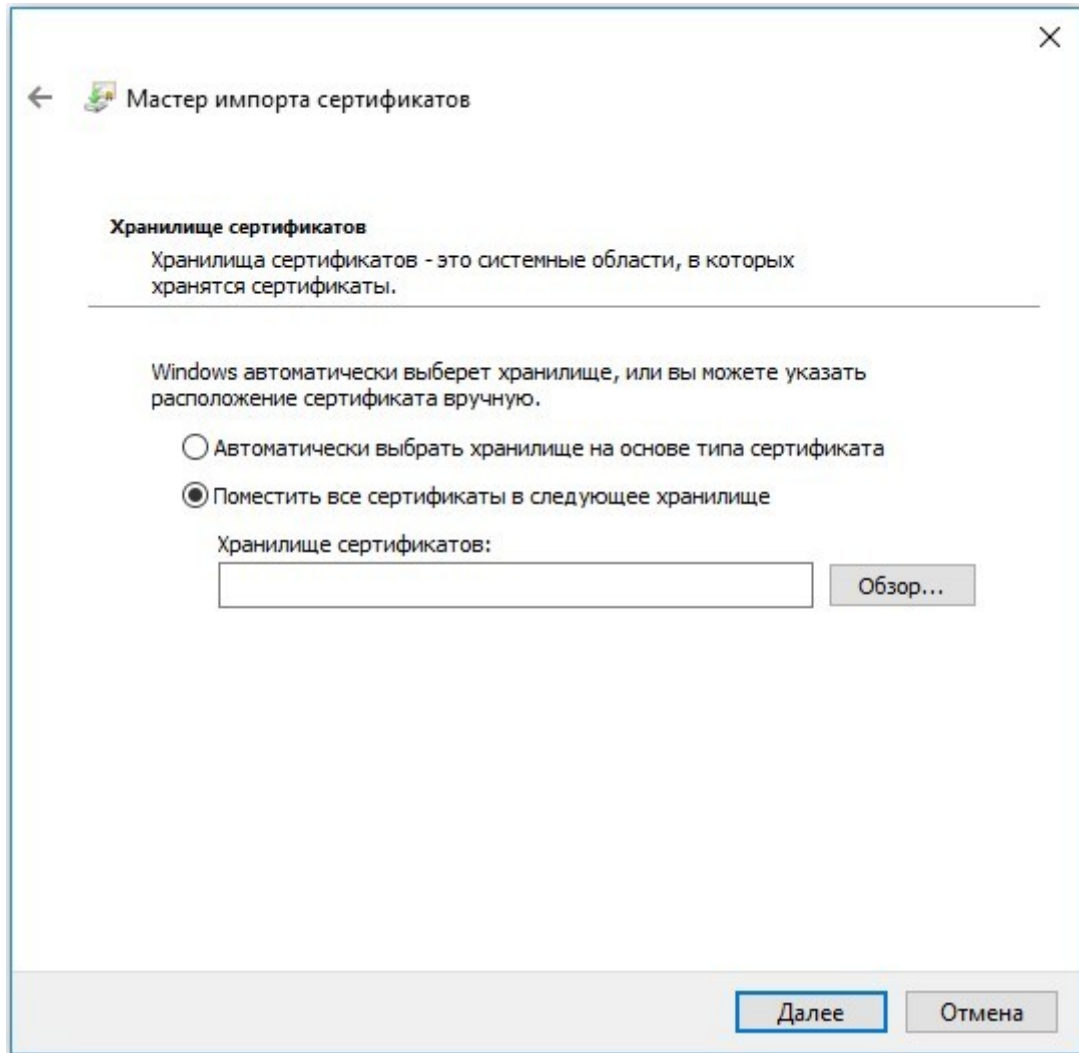 Мастер импорта сертификатов
Хранилище сертификатов
Хранилища сертификатов - это системные области, в которых
хранятся сертификаты.
Windows автоматически выберет хранилище, или вы можете указать
расположение сертификата вручную.
Автоматически выбрать хранилище на основе типа сертификата
Поместить все сертификаты в следующее хранилище
Хранилище сертификатов:
Обзор...
Далее
Отмена